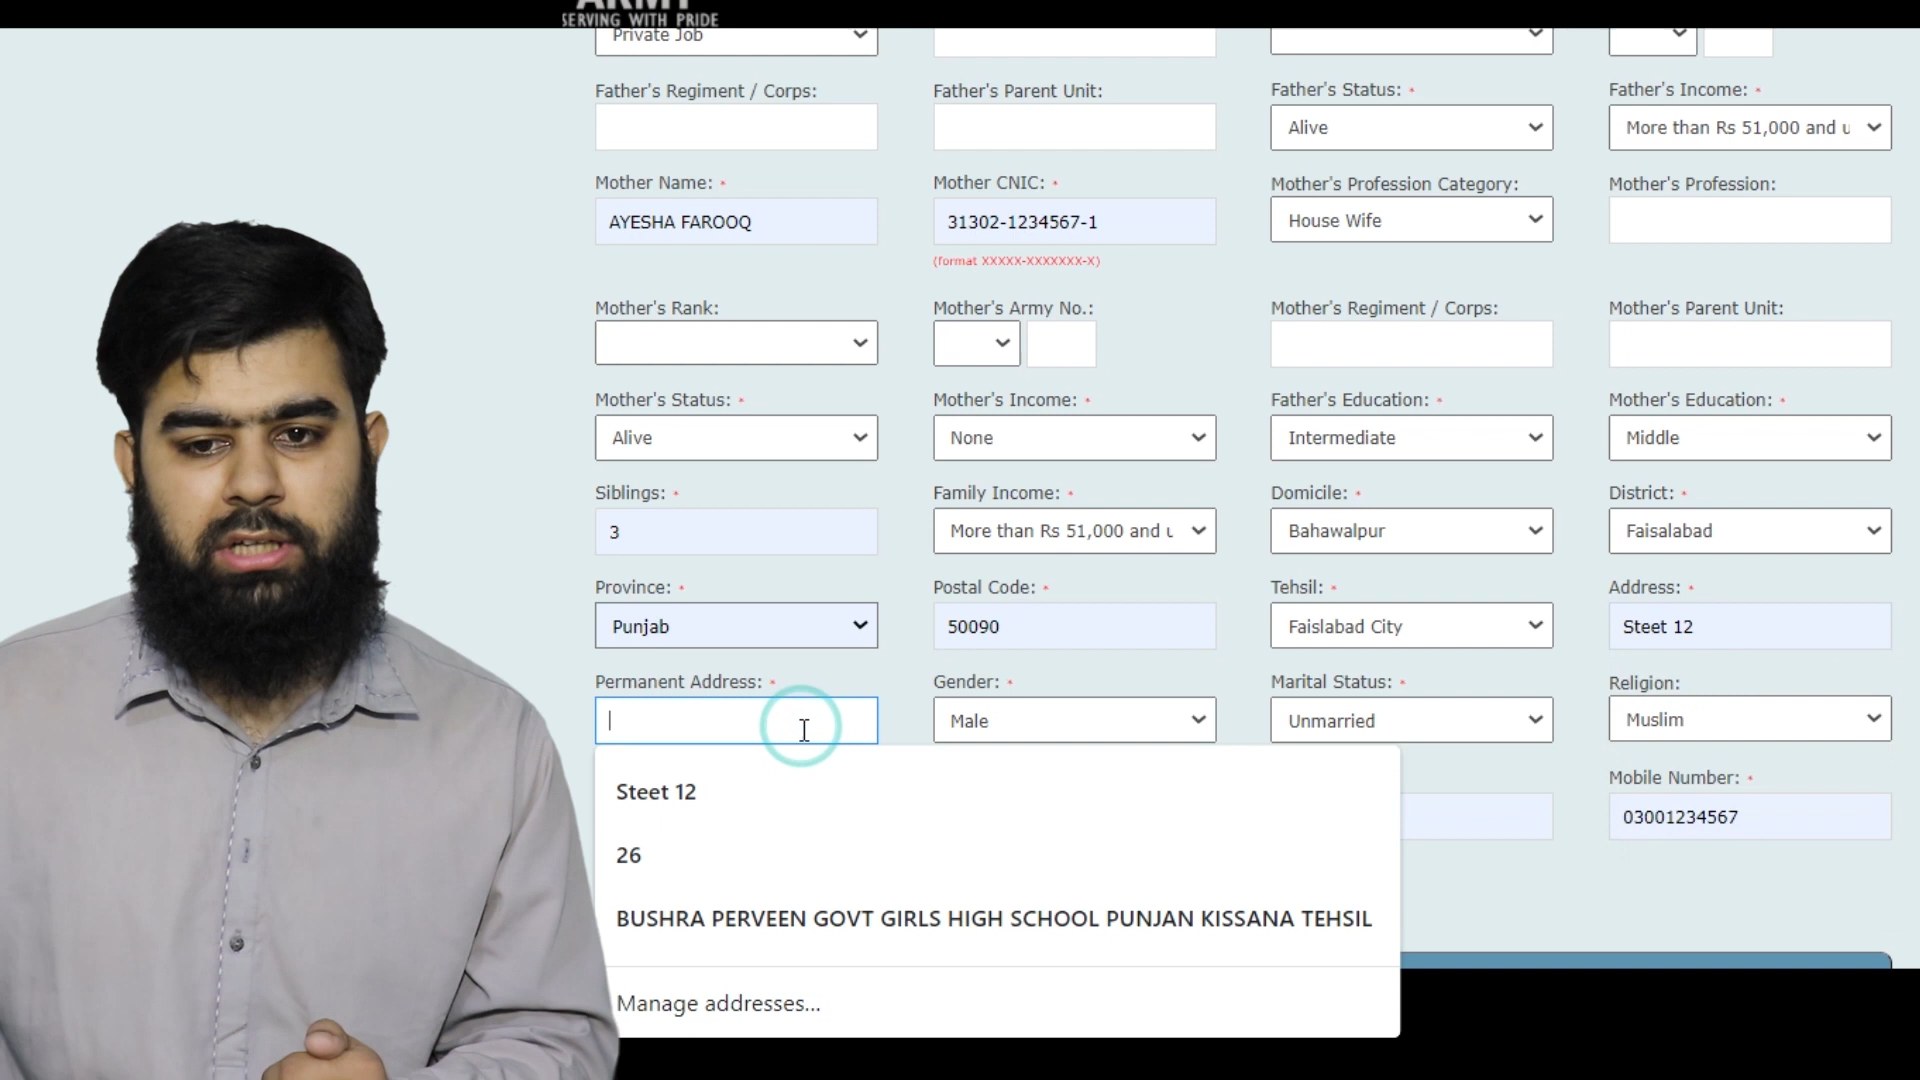 ARMY
SERVING WITH PRIDE
Private Job
Father's Regiment / Corps:
Father's Parent Unit:
Father's Status: *
Father's Income: *
Alive
More than Rs 51,000 and u
Mother Name: *
Mother CNIC: *
Mother's Profession Category:
Mother's Profession:
AYESHA FAROOQ
31302-1234567-1
House Wife
(format XXXXX-XXXXXXX-X)
Mother's Rank:
Mother's Army No.:
Mother's Regiment / Corps:
Mother's Parent Unit:
Mother's Status: *
Mother's Income: *
Father's Education: *
Mother's Education: *
Alive
None
Intermediate
Middle
Siblings: *
Family Income: *
Domicile: *
District: *
3
More than Rs 51,000 and u
Bahawalpur
Faisalabad
Province: *
Postal Code: *
Tehsil: *
Address: *
Punjab
50090
Faislabad City
Steet 12
Permanent Address: *
Gender: *
Marital Status: *
Religion:
Male
Unmarried
Muslim
Steet 12
Mobile Number: *
03001234567
26
BUSHRA PERVEEN GOVT GIRLS HIGH SCHOOL PUNJAN KISSANA TEHSIL
Manage addresses...